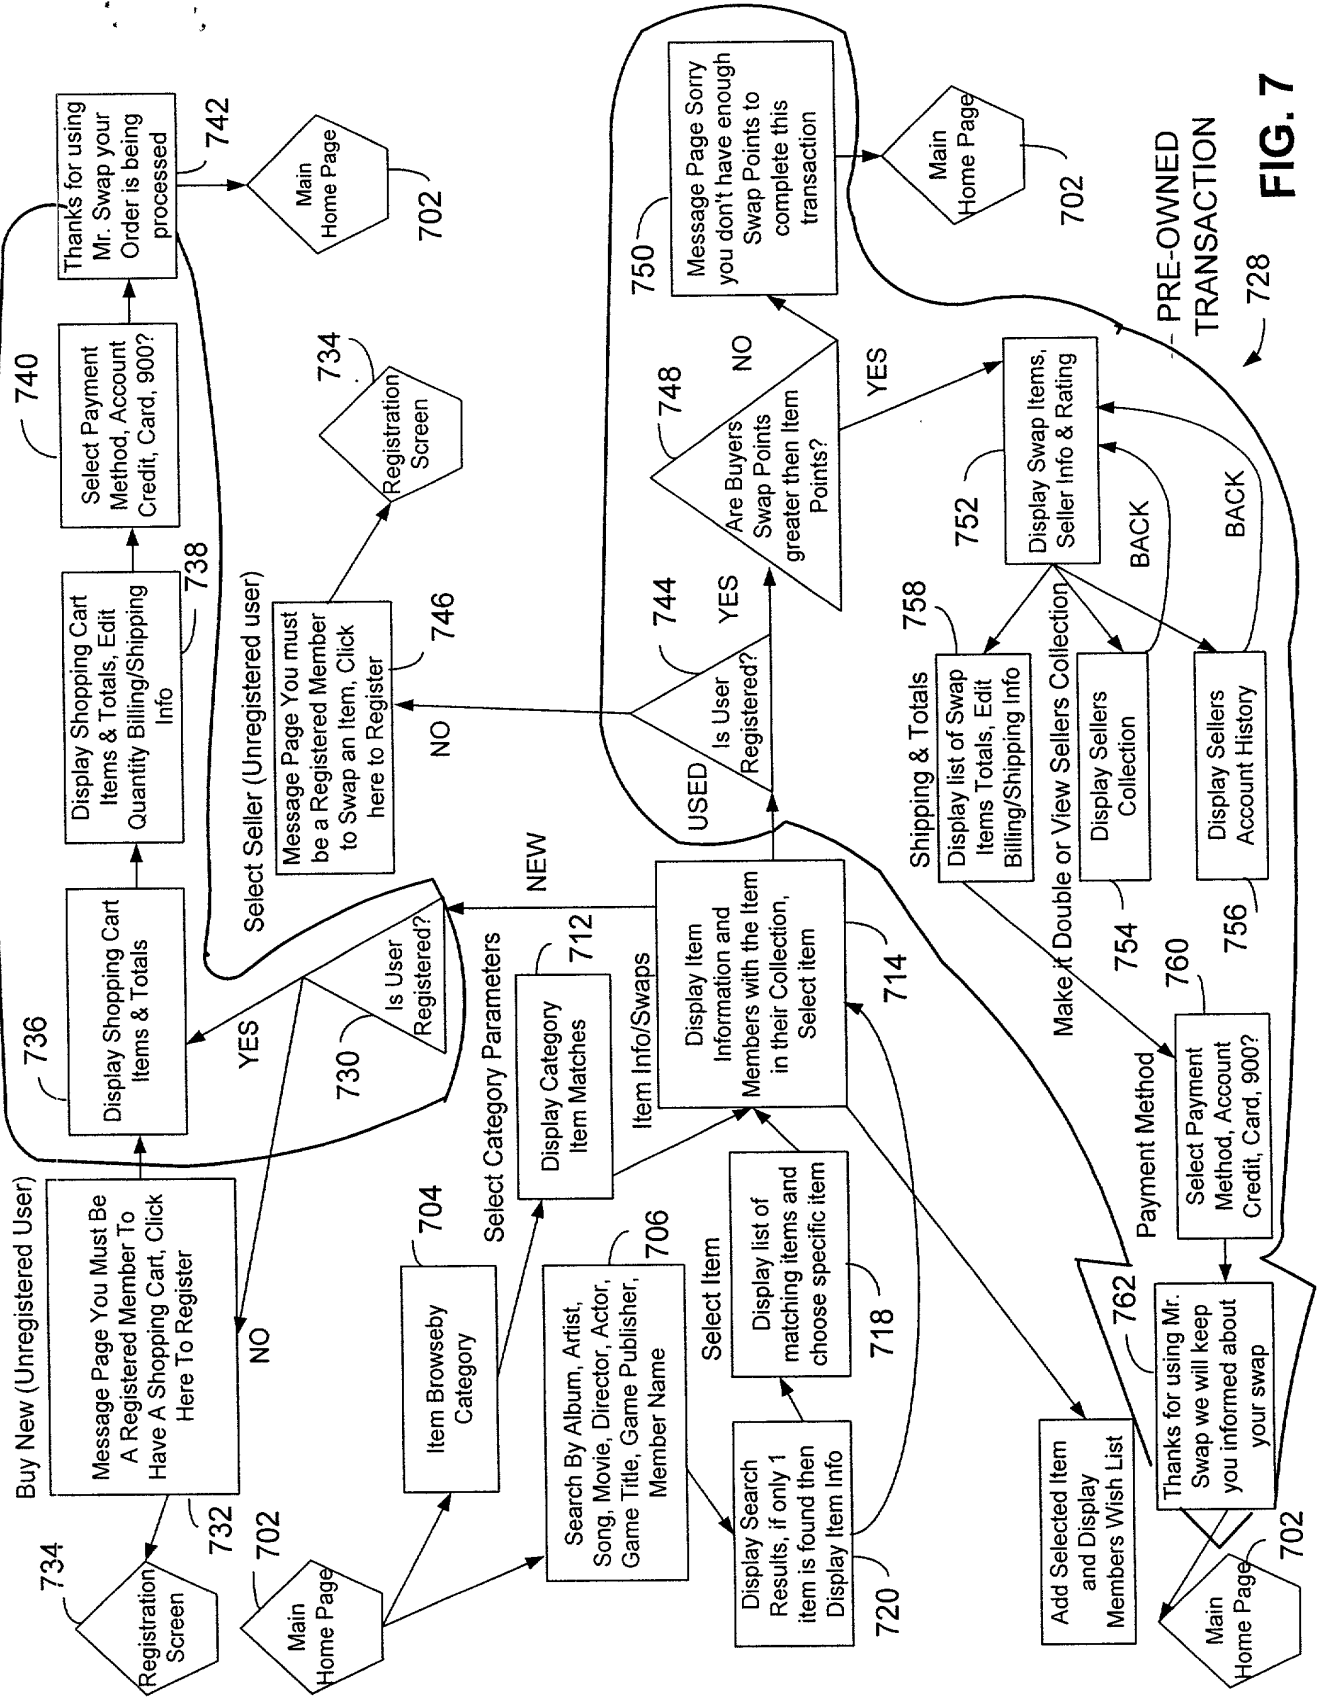 Buy New (Unregistered User)
734
Registration
Screen
732
Message Page You Must Be
A Registered Member To
Have A Shopping Cart, Click
Here To Register
736
Display Shopping Cart
Items & Totals
Display Shopping Cart
Items & Totals, Edit
Quantity Billing/Shipping
Info
738
740
Select Payment
Method, Account
Credit, Card, 900?
Thanks for using
Mr. Swap your
Order is being
processed
742
Main
Home Page
702
NO
YES
730
Is User
Registered?
Select Seller (Unregistered user)
Message Page You must
be a Registered Member
to Swap an Item, Click
here to Register
746
734
Registration
Screen
702
Main
Home Page
704
Item Browseby
Category
Select Category Parameters
712
Display Category
Item Matches
NEW
NO
706
Search By Album, Artist,
Song, Movie, Director, Actor,
Game Title, Game Publisher,
Member Name
Item Info/Swaps
Display Item
Information and
Members with the Item
in their Collection,
Select item
714
USED
744
Is User
Registered?
YES
748
Are Buyers
Swap Points
greater then Item
Points?
NO
YES
750
Message Page Sorry
you don't have enough
Swap Points to
complete this
transaction
Main
Home Page
702
Select Item
Display list of
matching items and
choose specific item
718
Display Search
Results, if only 1
item is found then
Display Item Info
720
Shipping & Totals
758
Display list of Swap
Items Totals, Edit
Billing/Shipping Info
752
Display Swap Items,
Seller Info & Rating
Make it Double or View Sellers Collection
Display Sellers
Collection
754
BACK
Display Sellers
Account History
756
BACK
Add Selected Item
and Display
Members Wish List
Payment Method
760
Select Payment
Method, Account
Credit, Card, 900?
762
Thanks for using Mr.
Swap we will keep
you informed about
your swap
Main
Home Page
702
PRE-OWNED
TRANSACTION
728
FIG. 7